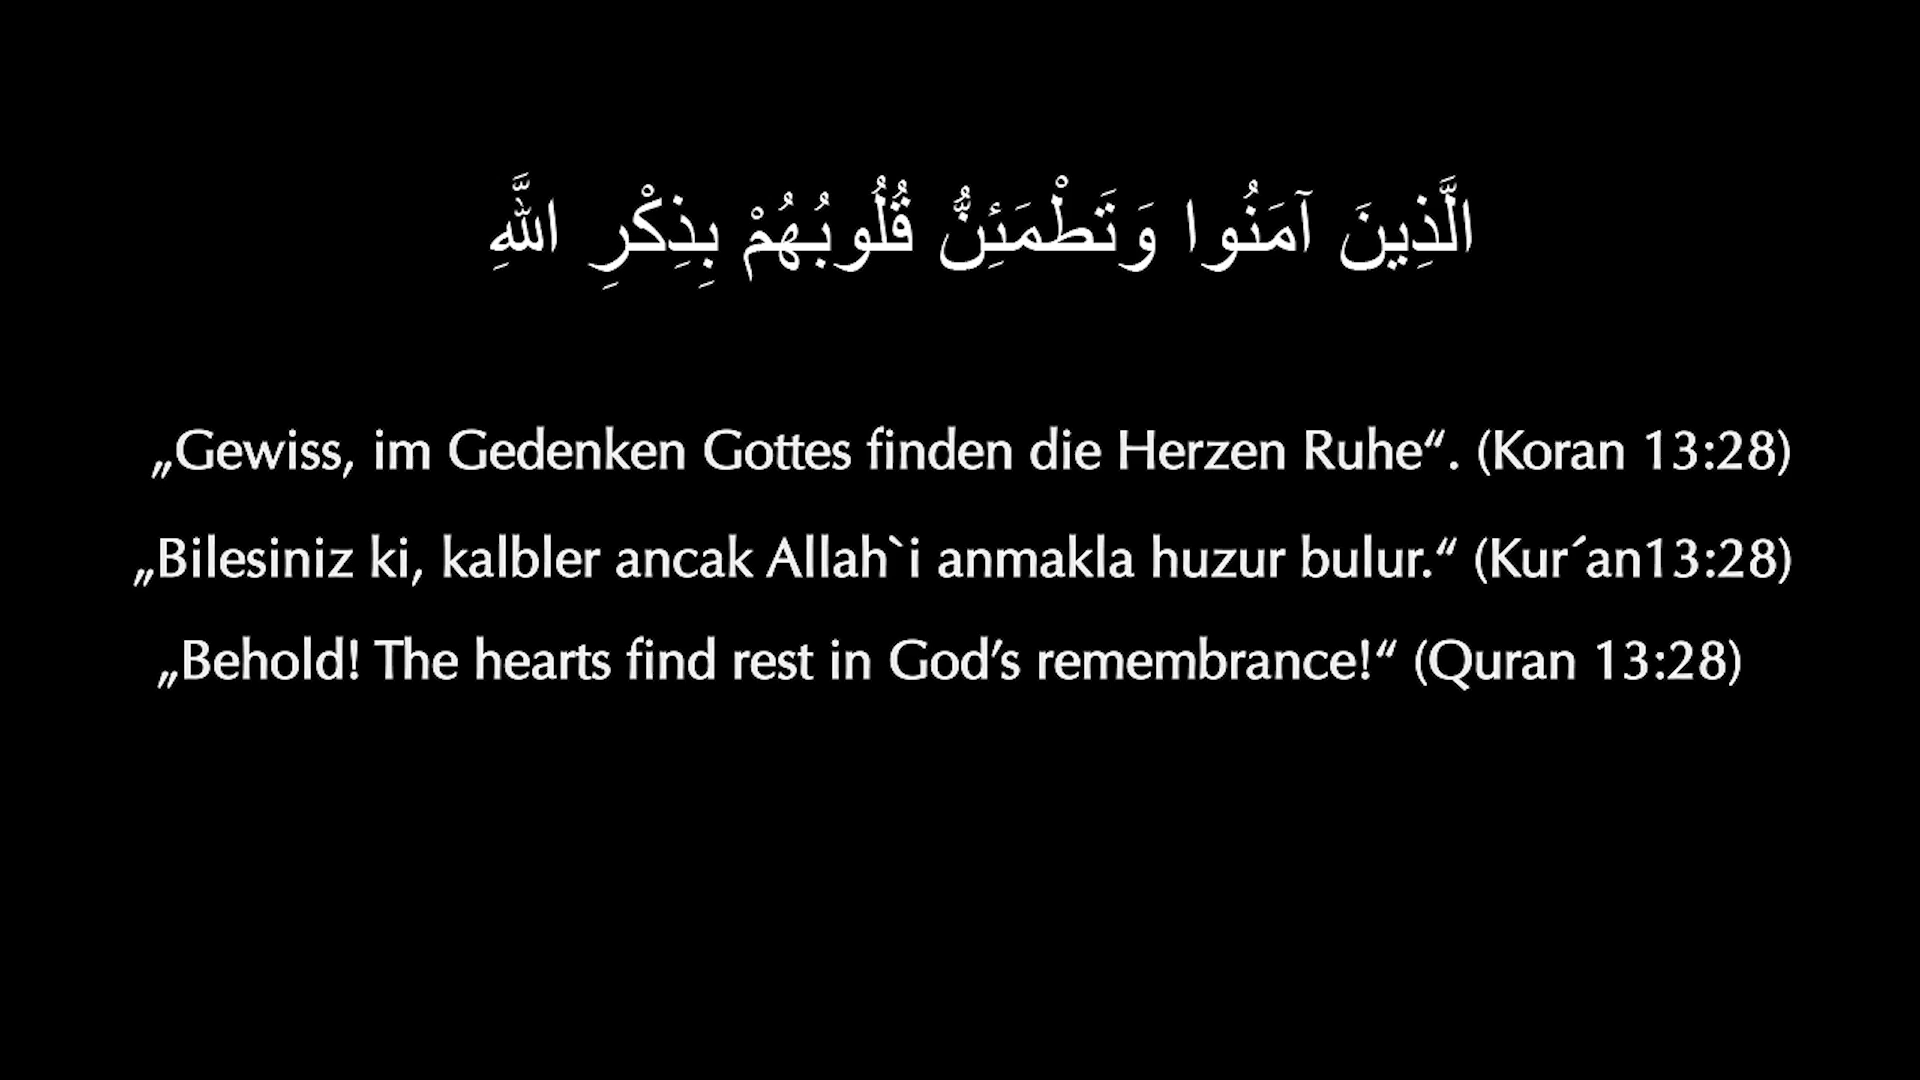 الَّذِينَ آمَنُوا وَتَطْمَئِنُّ قُلُوبُهُمْ بِذِكْرِ اللَّهِ
„Gewiss, im Gedenken Gottes finden die Herzen Ruhe“. (Koran 13:28)
„Bilesiniz ki, kalbler ancak Allah`i anmakla huzur bulur.“ (Kur´an13:28)
„Behold! The hearts find rest in God’s remembrance!“ (Quran 13:28)